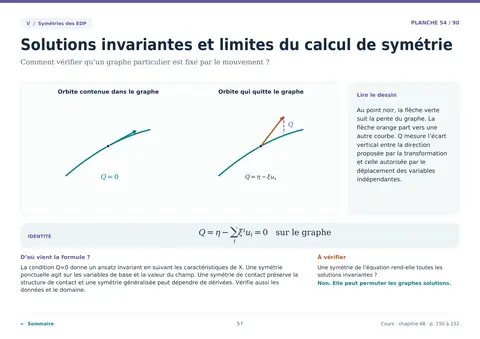 V / Symétries des EDP
PLANCHE 54 / 90
Solutions invariantes et limites du calcul de symétrie
Comment vérifier qu'un graphe particulier est fixé par le mouvement ?
Orbite contenue dans le graphe
Orbite qui quitte le graphe
Q
Q = 0
Q = η − ξuₓ
Lire le dessin
Au point noir, la flèche verte
suit la pente du graphe. La
flèche orange part vers une
autre courbe. Q mesure l'écart
vertical entre la direction
proposée par la transformation
et celle autorisée par le
déplacement des variables
indépendantes.
IDENTITÉ
Q = η − ∑ᵢ ξⁱuᵢ = 0 sur le graphe
D'où vient la formule ?
La condition Q=0 donne un ansatz invariant en suivant les caractéristiques de X. Une symétrie
ponctuelle agit sur les variables de base et la valeur du champ. Une symétrie de contact préserve la
structure de contact et une symétrie généralisée peut dépendre de dérivées. Vérifie aussi les
données et le domaine.
À vérifier
Une symétrie de l'équation rend-elle toutes les
solutions invariantes ?
Non. Elle peut permuter les graphes solutions.
← Sommaire
57
Cours · chapitre 46 · p. 150 à 152